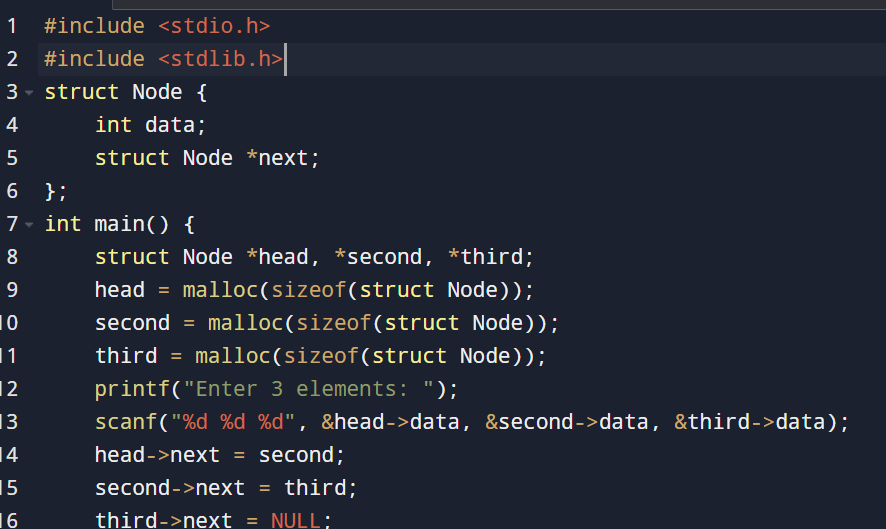 1 #include <stdio.h>
2 #include <stdlib.h>
3 struct Node {
4     int data;
5     struct Node *next;
6 };
7 int main() {
8     struct Node *head, *second, *third;
9     head = malloc(sizeof(struct Node));
10     second = malloc(sizeof(struct Node));
11     third = malloc(sizeof(struct Node));
12     printf("Enter 3 elements: ");
13     scanf("%d %d %d", &head->data, &second->data, &third->data);
14     head->next = second;
15     second->next = third;
16     third->next = NULL;